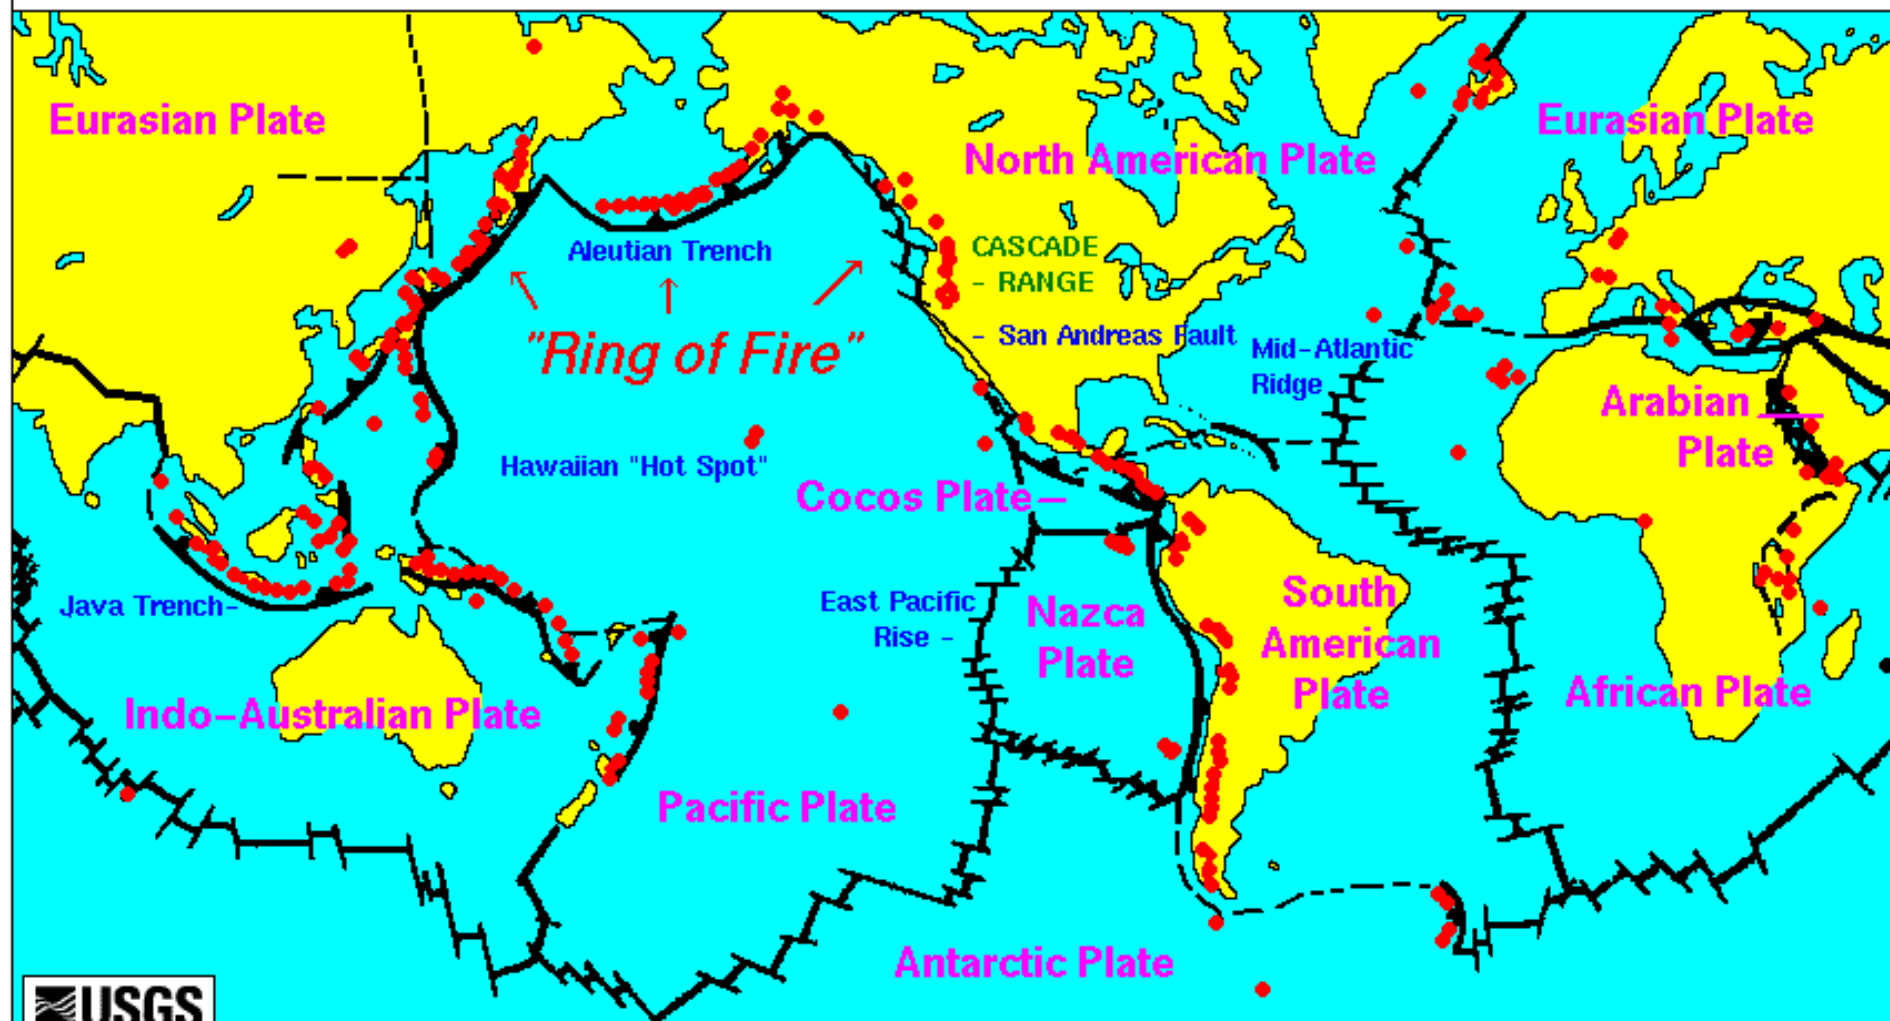 Eurasian Plate
Eurasian Plate
North American Plate
Aleutian Trench
CASCADE
- RANGE
"Ring of Fire"
- San Andreas Fault
Mid-Atlantic
Ridge
Arabian
Plate
Hawaiian "Hot Spot"
Cocos Plate
Java Trench-
East Pacific
Rise -
Nazca
Plate
South
American
Plate
African Plate
Indo-Australian Plate
Pacific Plate
Antarctic Plate
USGS